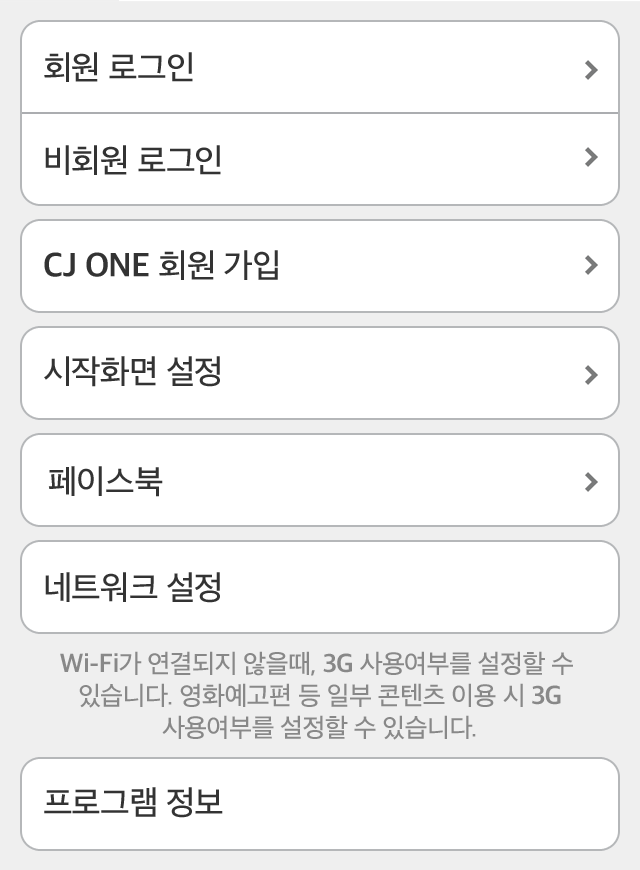 회원 로그인
비회원 로그인
CJ ONE 회원 가입
시작화면 설정
페이스북
네트워크 설정
Wi-Fi가 연결되지 않을때, 3G 사용여부를 설정할 수
있습니다. 영화예고편 등 일부 콘텐츠 이용 시 3G
사용여부를 설정할 수 있습니다.
프로그램 정보